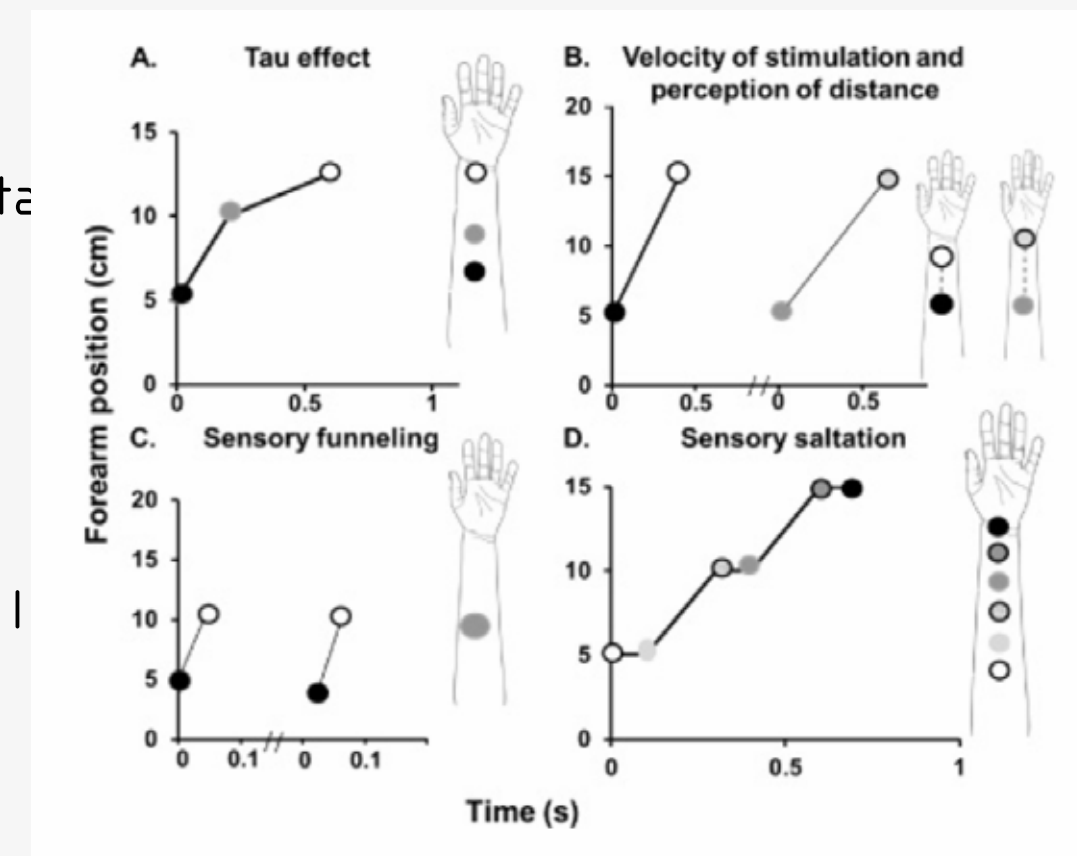 A. Tau effect
15
10
5
0
0 0.5 1
B. Velocity of stimulation and
perception of distance
20
15
10
5
0
0 0.5 0 0.5
Forearm position (cm)
C. Sensory funneling
20
15
10
5
0
0 0.1 0 0.1
D. Sensory saltation
15
10
5
0
0 0.5 1
Time (s)
ta
l